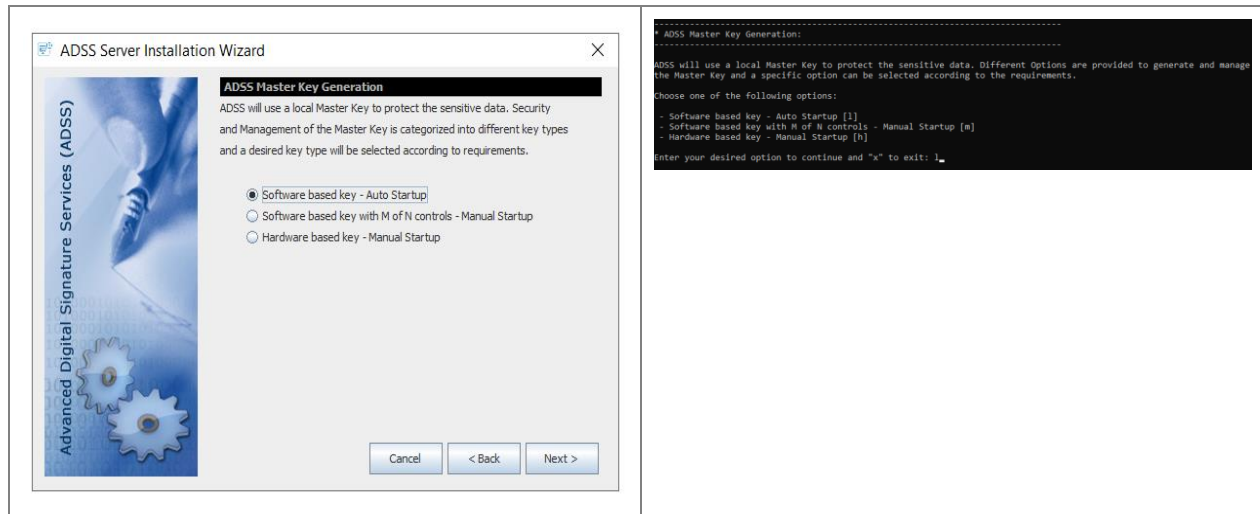 ADSS Server Installation Wizard
Advanced Digital Signature Services (ADSS)
ADSS Master Key Generation
ADSS will use a local Master Key to protect the sensitive data. Security
and Management of the Master Key is categorized into different key types
and a desired key type will be selected according to requirements.
Software based key - Auto Startup
Software based key with M of N controls - Manual Startup
Hardware based key - Manual Startup
Cancel
< Back
Next >
--------------------------------------------------------------------------------
* ADSS Master Key Generation:
--------------------------------------------------------------------------------
ADSS will use a local Master Key to protect the sensitive data. Different Options are provided to generate and manage
the Master Key and a specific option can be selected according to the requirements.
Choose one of the following options:
- Software based key - Auto Startup [l]
- Software based key with M of N controls - Manual Startup [m]
- Hardware based key - Manual Startup [h]
Enter your desired option to continue and "x" to exit: l_